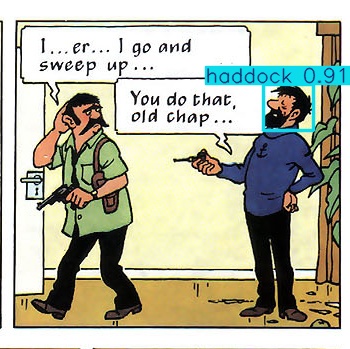 I...er... I go and
sweep up...
haddock 0.91
You do that,
old chap...